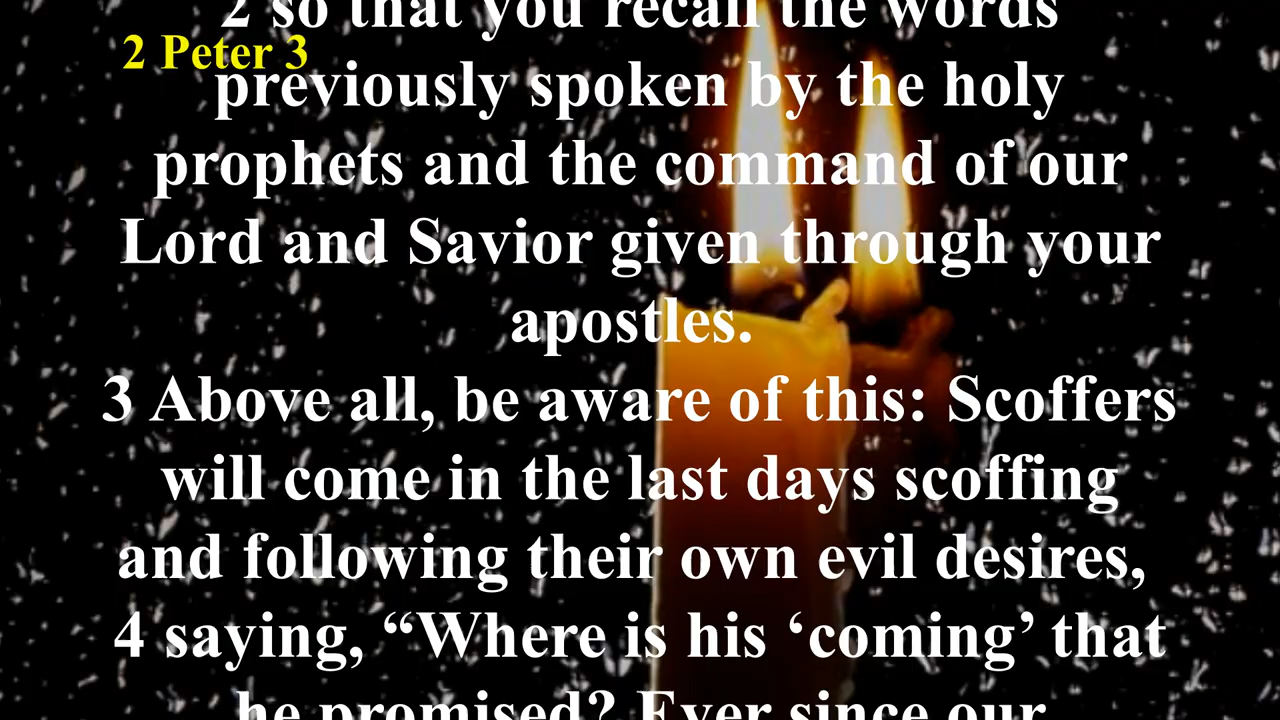 2 so that you recall the words
2 Peter 3
previously spoken by the holy
prophets and the command of our
Lord and Savior given through your
apostles.
3 Above all, be aware of this: Scoffers
will come in the last days scoffing
and following their own evil desires,
4 saying, “Where is his ‘coming’ that
he promised? Ever since our